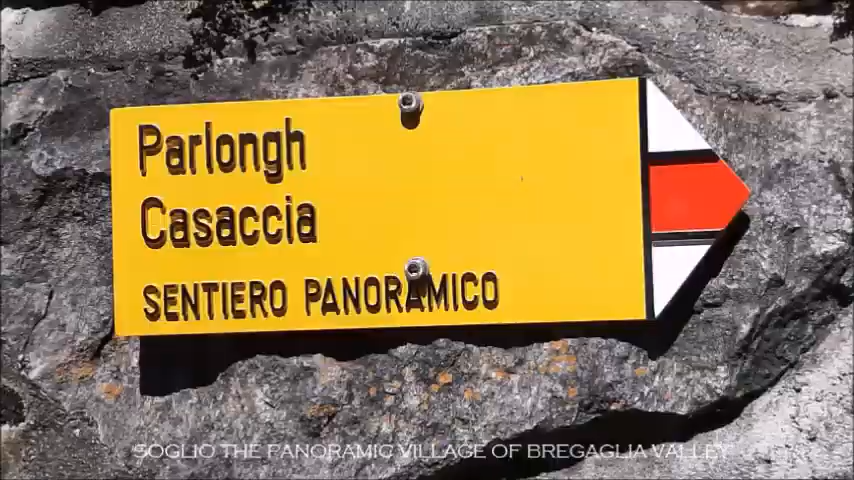 Parlongh
Casaccia
SENTIERO PANORAMICO
SOGLIO THE PANORAMIC VILLAGE OF BREGAGLIA VALLEY